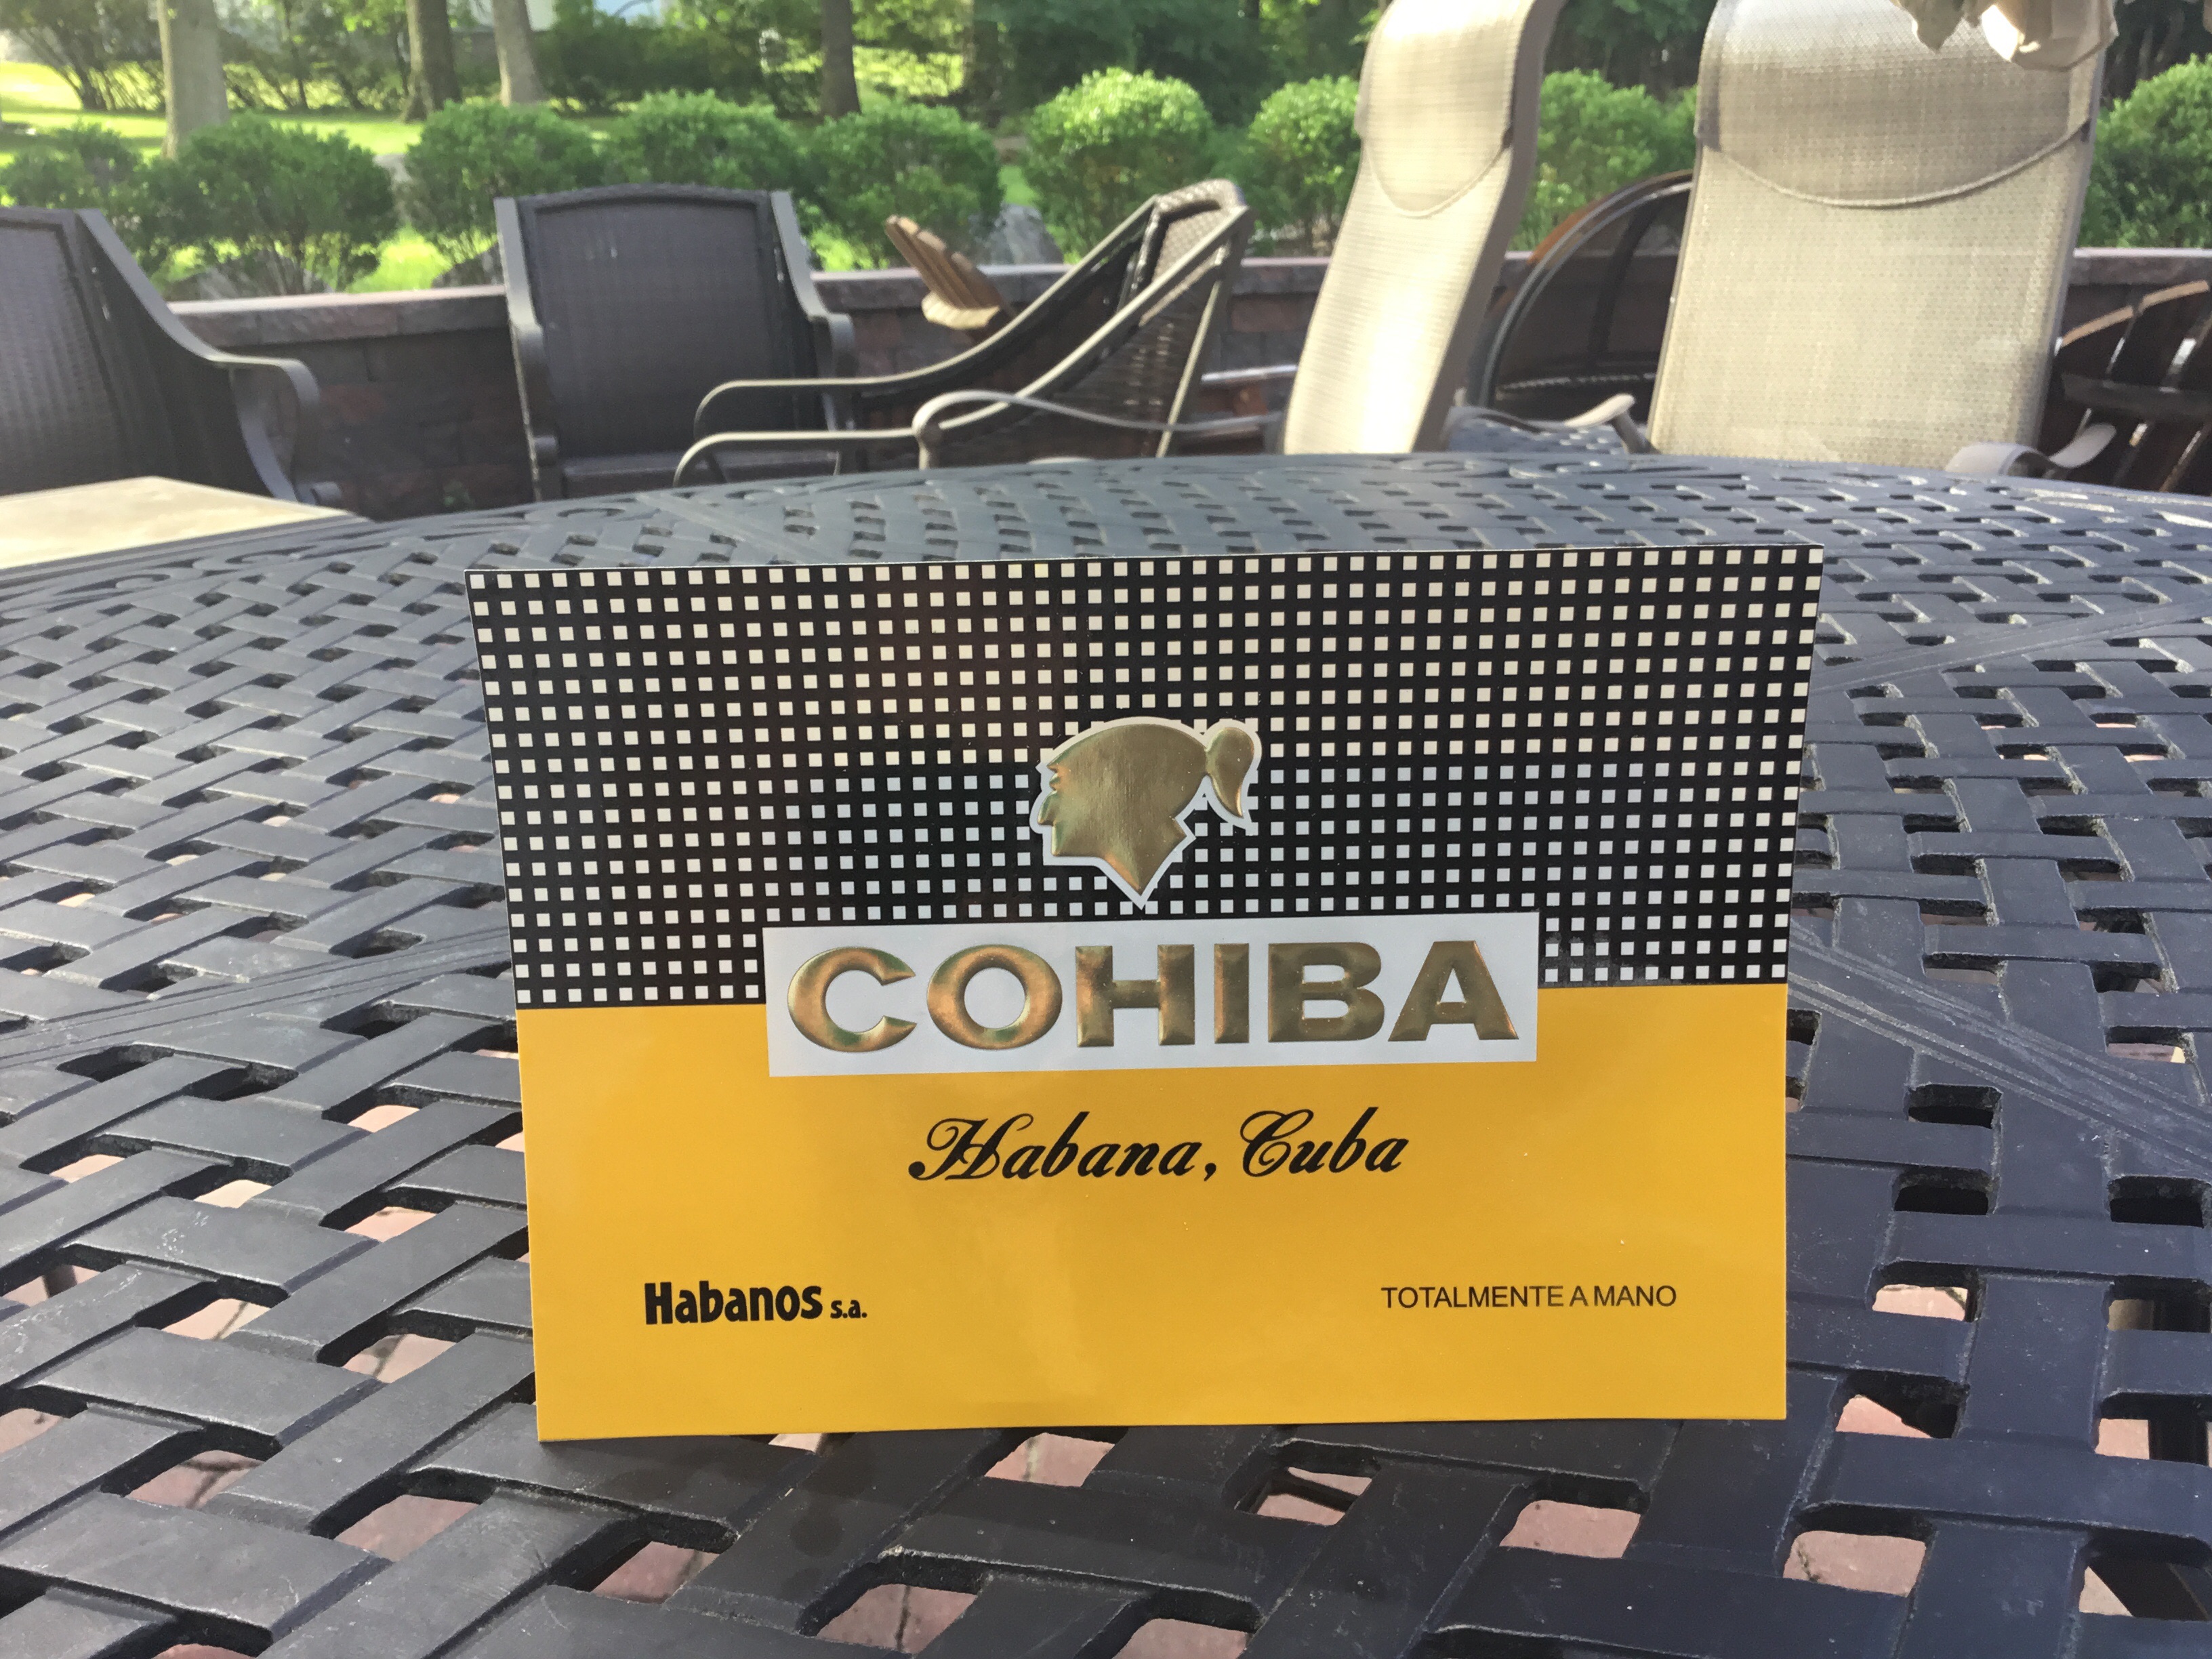 COHIBA
Habana, Cuba
Habanos s.a.
TOTALMENTE A MANO